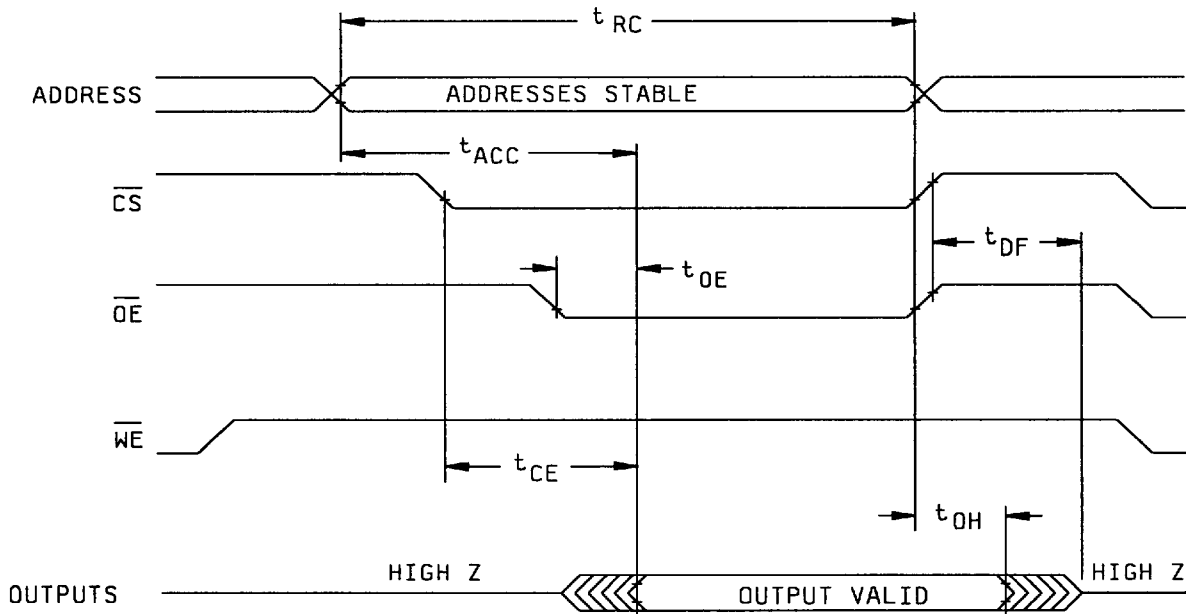 t RC
ADDRESS ADDRESSES STABLE
t ACC
CS
t DF
t OE
OE
WE
t CE
t OH
HIGH Z HIGH Z
OUTPUTS OUTPUT VALID